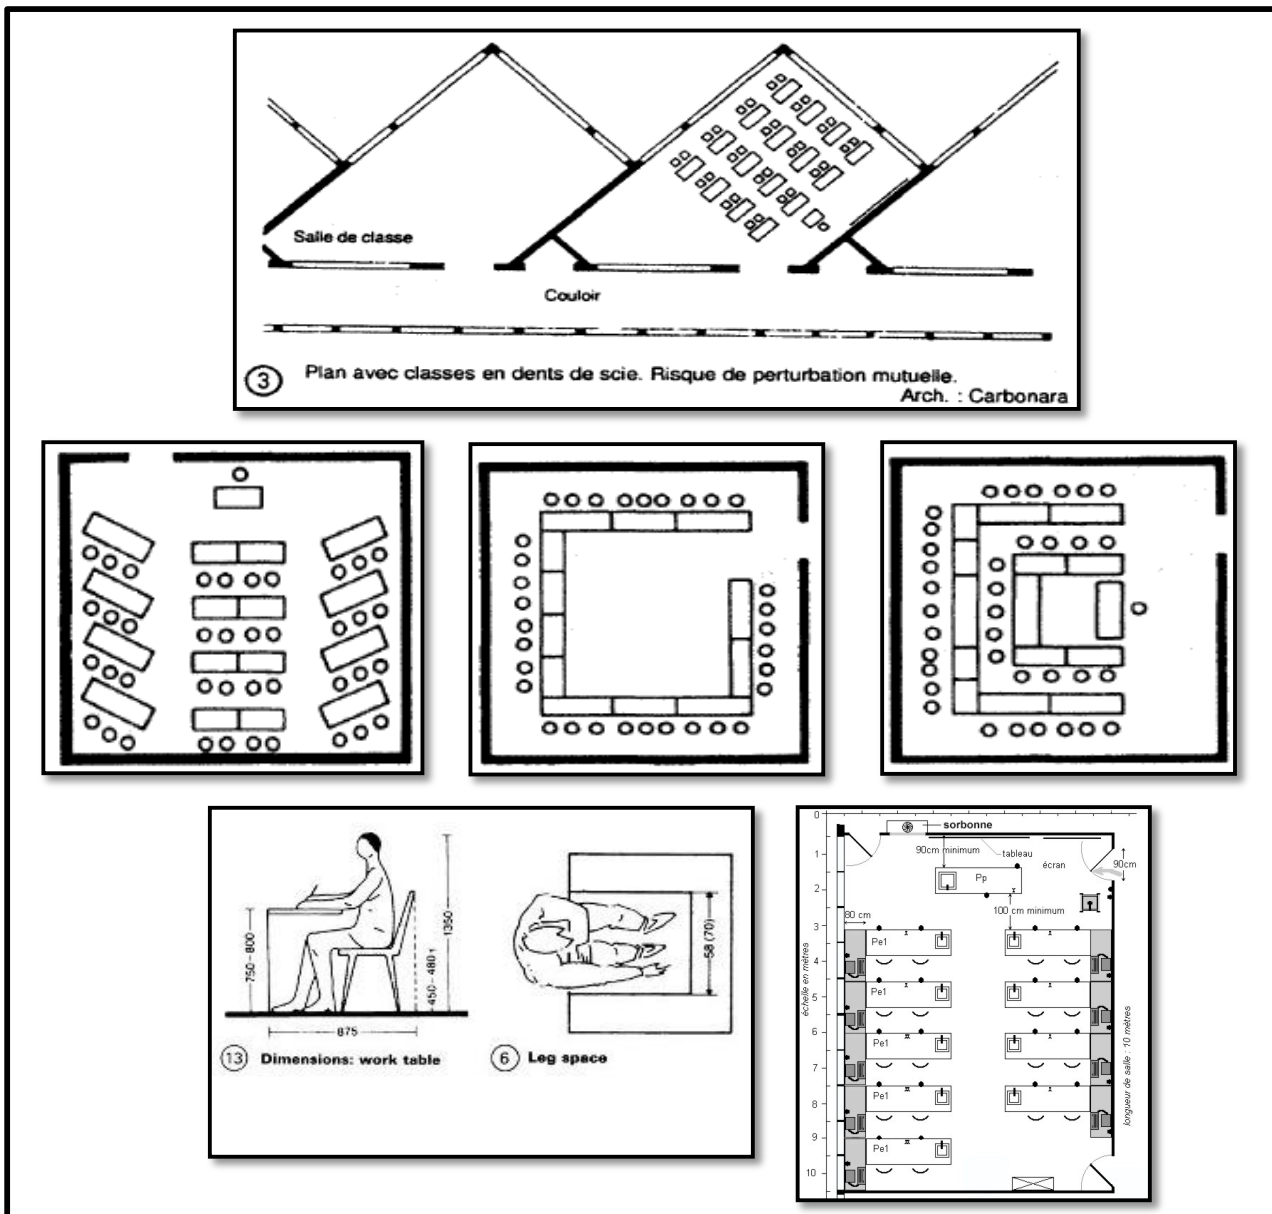 Salle de classe
Couloir
3 Plan avec classes en dents de scie. Risque de perturbation mutuelle.
Arch. : Carbonara
750-800
875
450-480
1350
13 Dimensions: work table
58 (70)
6 Leg space
sorbonne
90cm minimum
tableau
écran
90cm
Pp
100 cm minimum
80 cm
Pe1
Pe1
Pe1
Pe1
Pe1
0
1
2
3
4
5
6
7
8
9
10
échelle en mètres
longueur de salle : 10 mètres